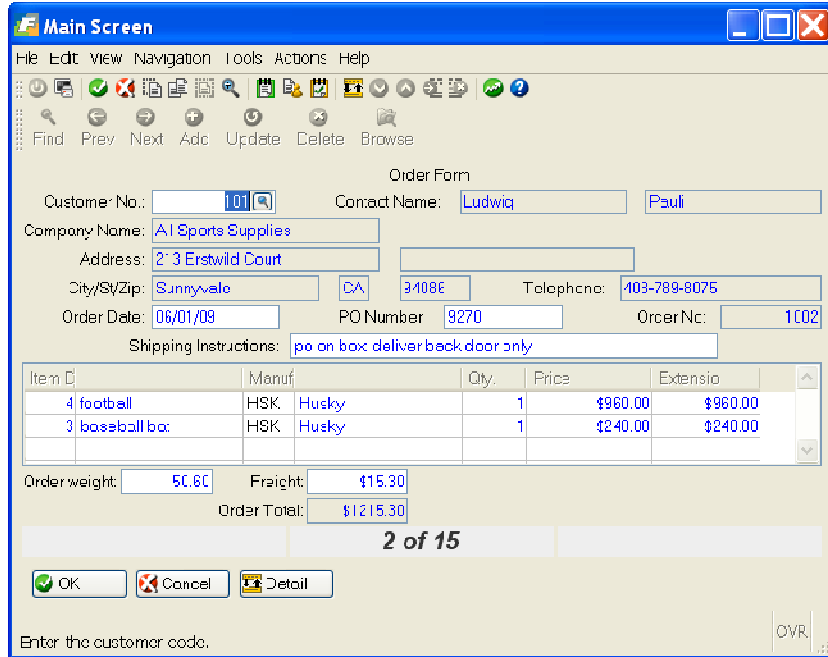 Main Screen
File Edit View Navigation Tools Actions Help
Find Prev Next Add Update Delete Browse
Order Form
Customer No.: 101 Contact Name: Ludwig Pauli
Company Name: All Sports Supplies
Address: 213 Erstwild Court
City/St/Zip: Sunnyvale CA 94086 Telephone: 408-789-8075
Order Date: 06/01/09 PO Number 9270 Order No: 1002
Shipping Instructions: po on box: deliver back door only
Item D Manuf Qty. Price Extensio
4 football HSK Husky 1 $960.00 $960.00
3 baseball bat HSK Husky 1 $240.00 $240.00
Order weight: 50.60 Freight: $15.30
Order Total: $1215.30
2 of 15
OK Cancel Detail
Enter the customer code.
OVR